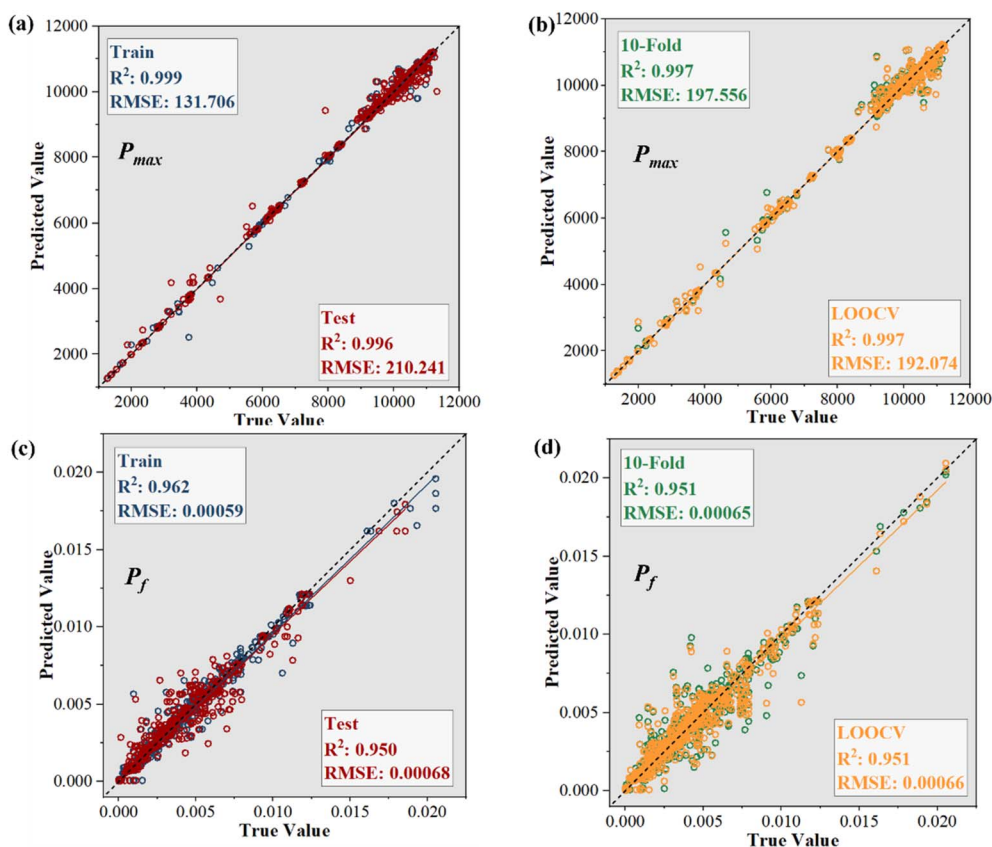 (a)
12000
10000
8000
6000
4000
2000
Predicted Value
Train
R²: 0.999
RMSE: 131.706
Pmax
Test
R²: 0.996
RMSE: 210.241
2000 4000 6000 8000 10000 12000
True Value
(b)
12000
10000
8000
6000
4000
2000
Predicted Value
10-Fold
R²: 0.997
RMSE: 197.556
Pmax
LOOCV
R²: 0.997
RMSE: 192.074
2000 4000 6000 8000 10000 12000
True Value
(c)
0.020
0.015
0.010
0.005
0.000
Predicted Value
Train
R²: 0.962
RMSE: 0.00059
Pf
Test
R²: 0.950
RMSE: 0.00068
0.000 0.005 0.010 0.015 0.020
True Value
(d)
0.020
0.015
0.010
0.005
0.000
Predicted Value
10-Fold
R²: 0.951
RMSE: 0.00065
Pf
LOOCV
R²: 0.951
RMSE: 0.00066
0.000 0.005 0.010 0.015 0.020
True Value